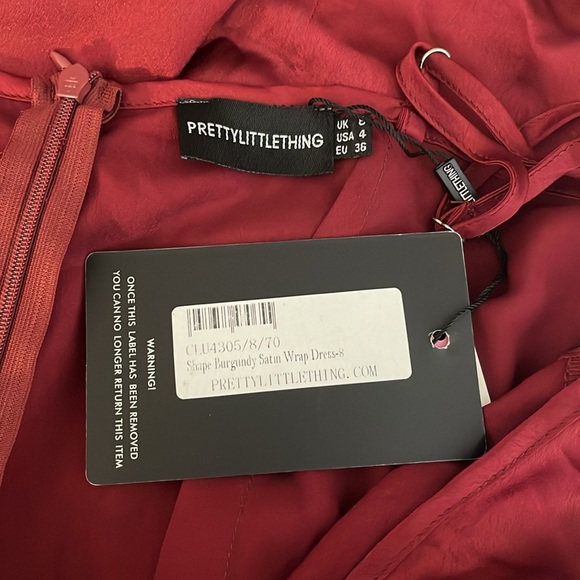 PRETTYLITTLETHING
UK 8
USA 4
EU 36
CLU4305/8/70
Shape Burgundy Satin Wrap Dress-8
PRETTYLITTLETHING.COM
WARNING!
ONCE THIS LABEL HAS BEEN REMOVED
YOU CAN NO LONGER RETURN THIS ITEM